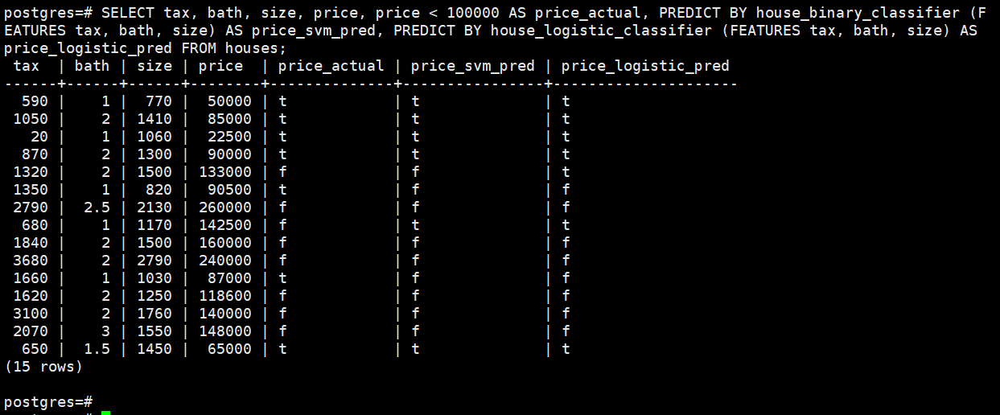 postgres=# SELECT tax, bath, size, price, price < 100000 AS price_actual, PREDICT BY house_binary_classifier (F
EATURES tax, bath, size) AS price_svm_pred, PREDICT BY house_logistic_classifier (FEATURES tax, bath, size) AS
price_logistic_pred FROM houses;
 tax  | bath | size | price  | price_actual | price_svm_pred | price_logistic_pred
------+------+------+--------+--------------+----------------+---------------------
  590 |    1 |  770 |  50000 | t            | t              | t
 1050 |    2 | 1410 |  85000 | t            | t              | t
   20 |    1 | 1060 |  22500 | t            | t              | t
  870 |    2 | 1300 |  90000 | t            | t              | t
 1320 |    2 | 1500 | 133000 | f            | f              | t
 1350 |    1 |  820 |  90500 | t            | f              | f
 2790 |  2.5 | 2130 | 260000 | f            | f              | f
  680 |    1 | 1170 | 142500 | f            | t              | t
 1840 |    2 | 1500 | 160000 | f            | f              | f
 3680 |    2 | 2790 | 240000 | f            | f              | f
 1660 |    1 | 1030 |  87000 | t            | f              | f
 1620 |    2 | 1250 | 118600 | f            | f              | f
 3100 |    2 | 1760 | 140000 | f            | f              | f
 2070 |    3 | 1550 | 148000 | f            | f              | f
  650 |  1.5 | 1450 |  65000 | t            | t              | t
(15 rows)

postgres=#